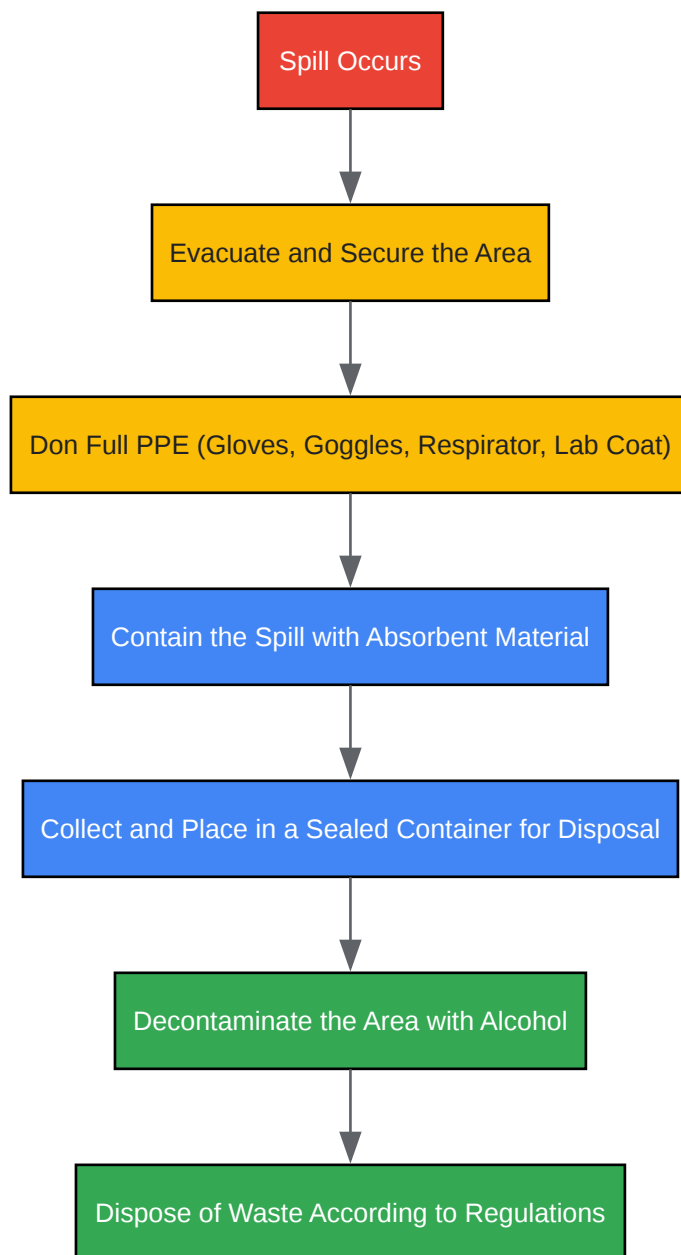 Spill Occurs
Evacuate and Secure the Area
Don Full PPE (Gloves, Goggles, Respirator, Lab Coat)
Contain the Spill with Absorbent Material
Collect and Place in a Sealed Container for Disposal
Decontaminate the Area with Alcohol
Dispose of Waste According to Regulations